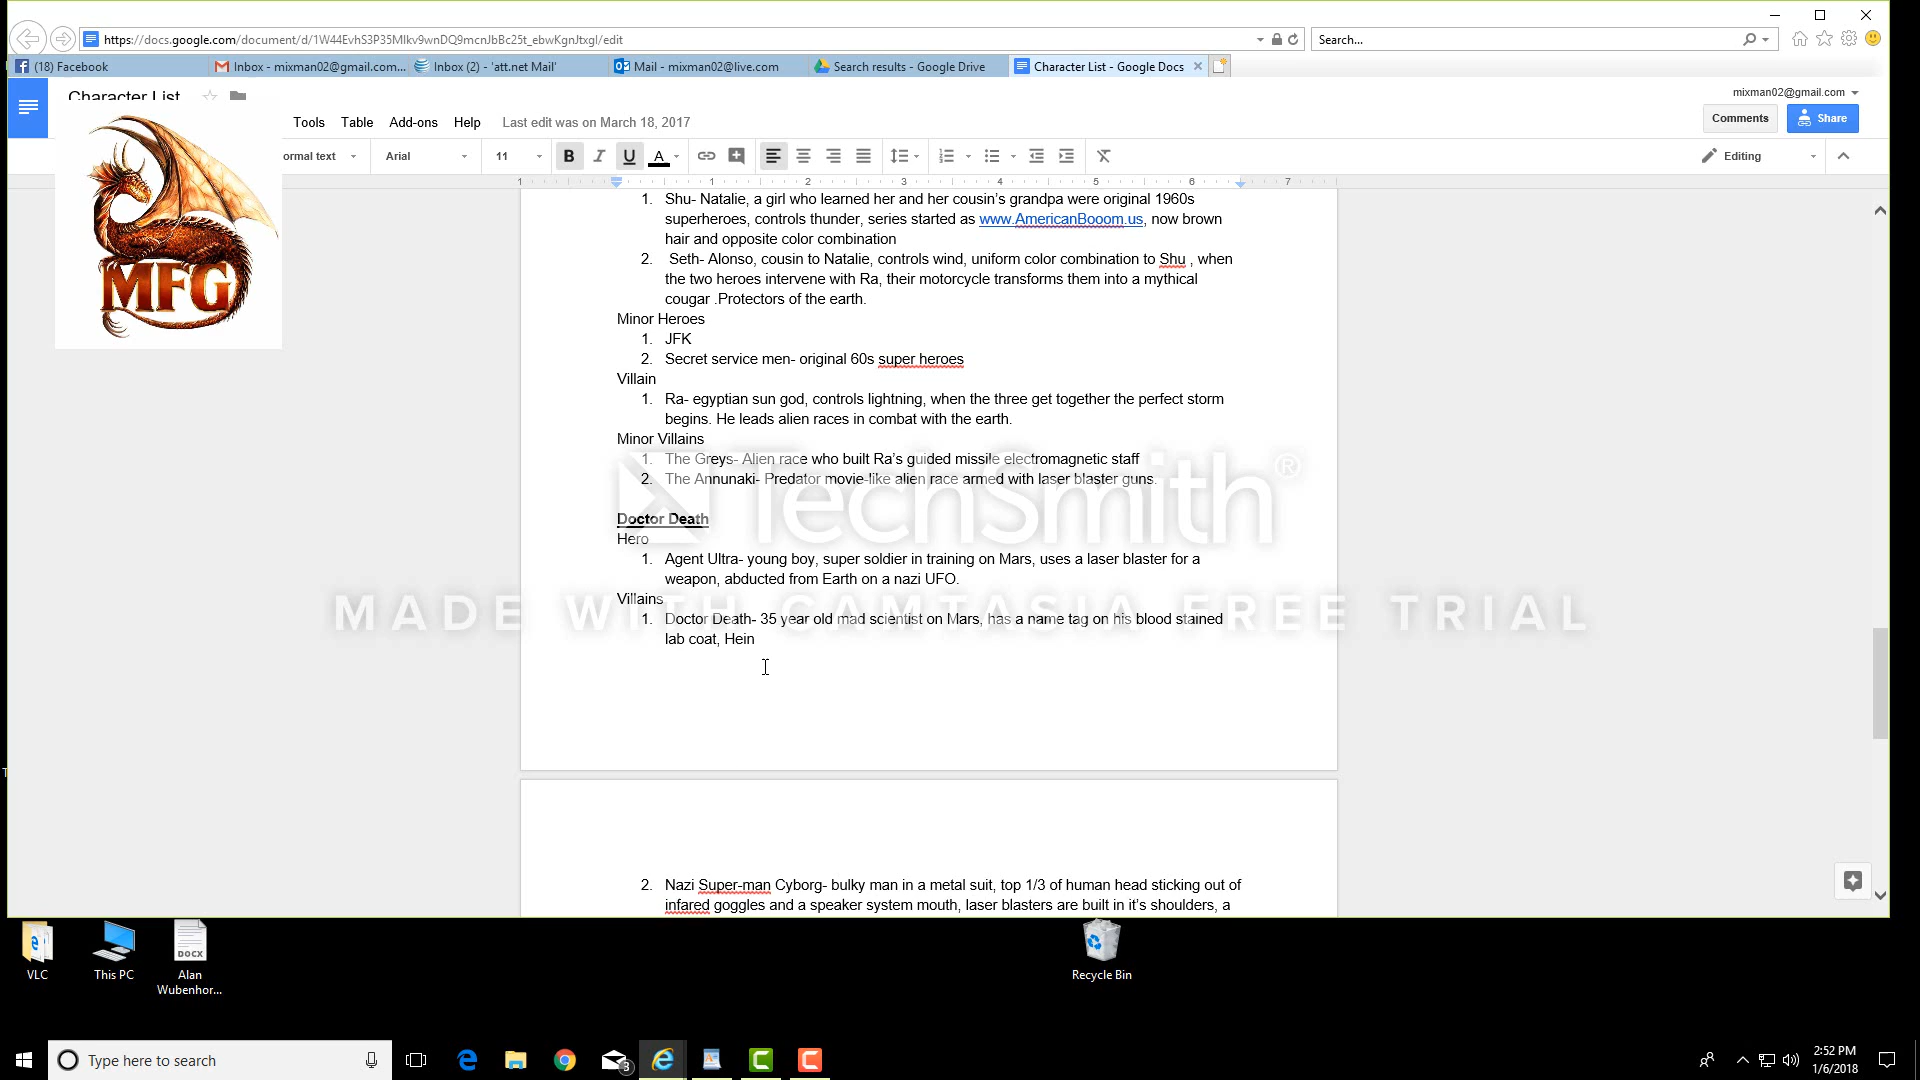 https://docs.google.com/document/d/1W44EvhS3P35MIkv9wnDQ9mcnJbBc25t_ebwKgnJtxgI/edit
Search...
(18) Facebook
Inbox - mixman02@gmail.com...
Inbox (2) - 'att.net Mail'
Mail - mixman02@live.com
Search results - Google Drive
Character List - Google Docs
Character List
mixman02@gmail.com
Tools Table Add-ons Help Last edit was on March 18, 2017
Comments
Share
ormal text
Arial
11
B I U A
Editing
1 1 2 3 4 5 6 7
MFG
1. Shu- Natalie, a girl who learned her and her cousin's grandpa were original 1960s
superheroes, controls thunder, series started as www.AmericanBooom.us, now brown
hair and opposite color combination
2. Seth- Alonso, cousin to Natalie, controls wind, uniform color combination to Shu , when
the two heroes intervene with Ra, their motorcycle transforms them into a mythical
cougar .Protectors of the earth.
Minor Heroes
1. JFK
2. Secret service men- original 60s super heroes
Villain
1. Ra- egyptian sun god, controls lightning, when the three get together the perfect storm
begins. He leads alien races in combat with the earth.
Minor Villains
1. The Greys- Alien race who built Ra's guided missile electromagnetic staff
2. The Annunaki- Predator movie-like alien race armed with laser blaster guns.
TechSmith®
Doctor Death
Hero
1. Agent Ultra- young boy, super soldier in training on Mars, uses a laser blaster for a
weapon, abducted from Earth on a nazi UFO.
Villains
MADE WITH CAMTASIA FREE TRIAL
1. Doctor Death- 35 year old mad scientist on Mars, has a name tag on his blood stained
lab coat, Hein
2. Nazi Super-man Cyborg- bulky man in a metal suit, top 1/3 of human head sticking out of
infared goggles and a speaker system mouth, laser blasters are built in it's shoulders, a
VLC
This PC
DOCX
Alan
Wubenhor...
Recycle Bin
Type here to search
3
2:52 PM
1/6/2018